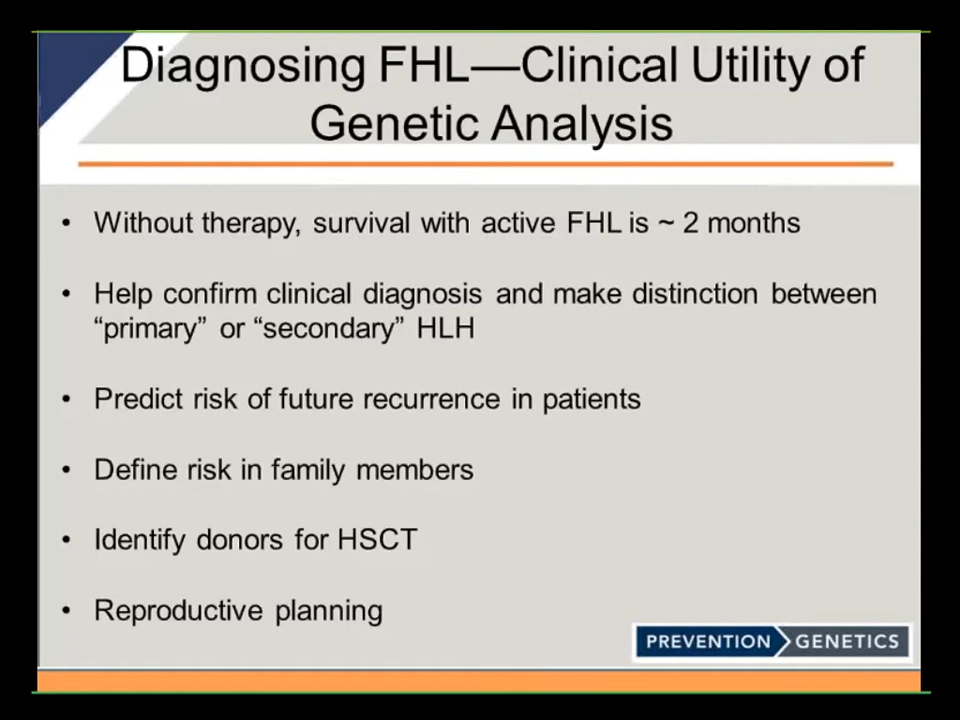 Diagnosing FHL—Clinical Utility of
Genetic Analysis
• Without therapy, survival with active FHL is ~ 2 months
• Help confirm clinical diagnosis and make distinction between
“primary” or “secondary” HLH
• Predict risk of future recurrence in patients
• Define risk in family members
• Identify donors for HSCT
• Reproductive planning
PREVENTION GENETICS